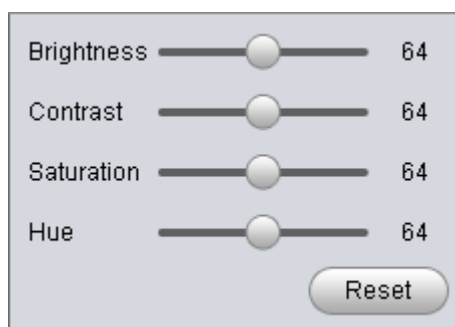 Brightness 64
Contrast 64
Saturation 64
Hue 64
Reset